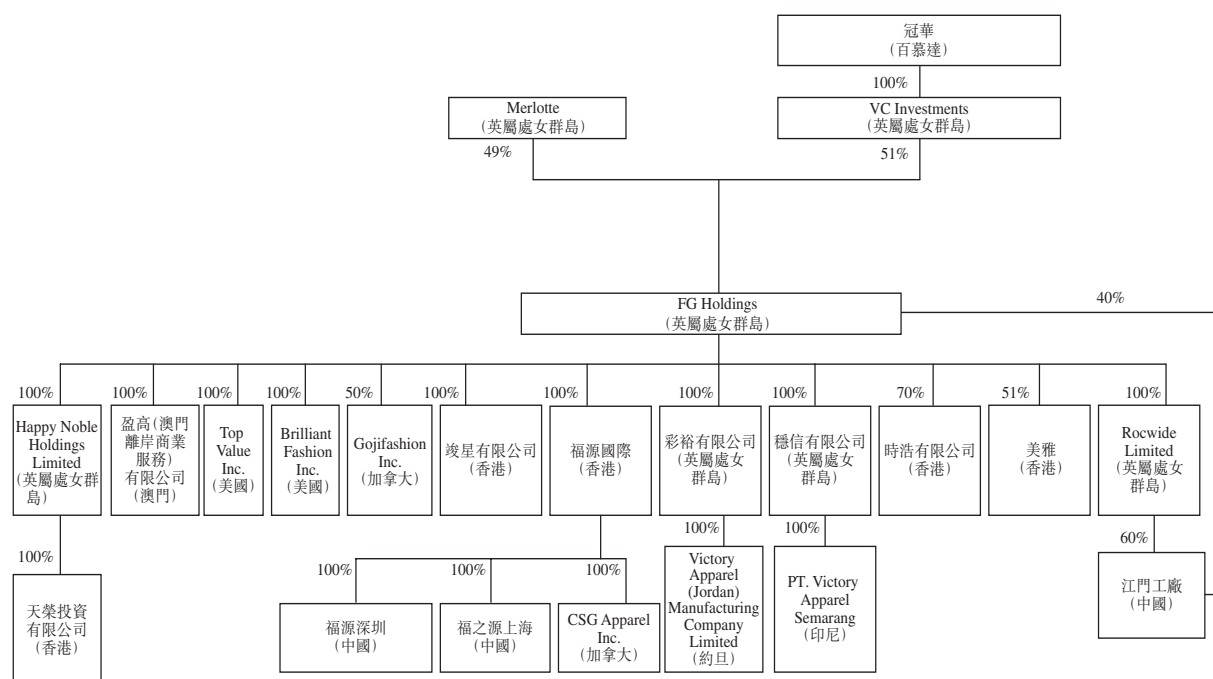 冠華
(百慕達)
100%
Merlotte
(英屬處女群島)
VC Investments
(英屬處女群島)
49%
51%
FG Holdings
(英屬處女群島)
40%
100%
100%
100%
100%
50%
100%
100%
100%
100%
70%
51%
100%
Happy Noble
Holdings
Limited
(英屬處女群
島)
盈高(澳門
離岸商業
服務)
有限公司
(澳門)
Top
Value
Inc.
(美國)
Brilliant
Fashion
Inc.
(美國)
Gojifashion
Inc.
(加拿大)
竣星有限公司
(香港)
福源國際
(香港)
彩裕有限公司
(英屬處女
群島)
穩信有限公司
(英屬處女
群島)
時浩有限公司
(香港)
美雅
(香港)
Rocwide
Limited
(英屬處女
群島)
100%
100%
100%
100%
100%
100%
60%
天榮投資
有限公司
(香港)
福源深圳
(中國)
福之源上海
(中國)
CSG Apparel
Inc.
(加拿大)
Victory
Apparel
(Jordan)
Manufacturing
Company
Limited
(約旦)
PT. Victory
Apparel
Semarang
(印尼)
江門工廠
(中國)